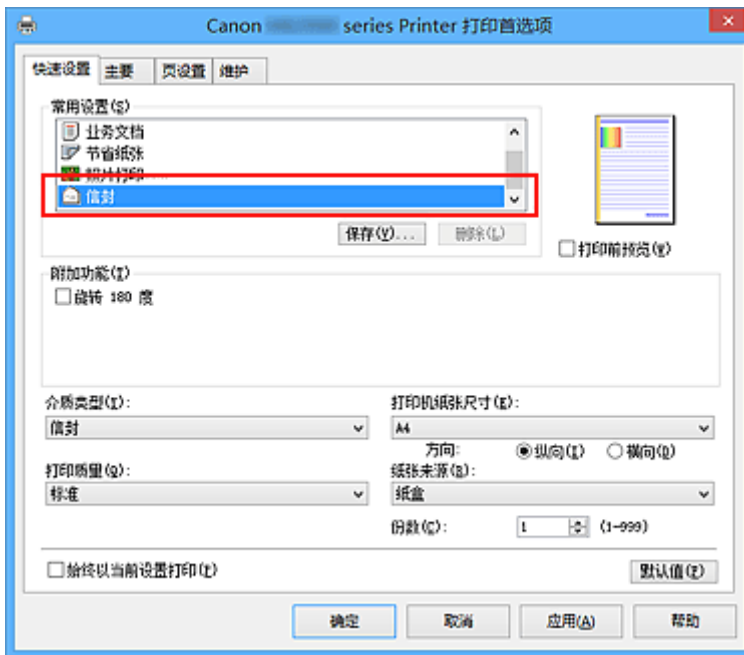 Canon series Printer 打印首选项
快速设置 主要 页设置 维护
常用设置(S)
业务文档
节省纸张
照片打印
信封
保存(V)... 删除(L)
打印前预览(W)
附加功能(I)
旋转 180 度
介质类型(I): 打印机纸张尺寸(E):
信封 A4
方向: 纵向(I) 横向(D)
打印质量(Q): 纸张来源(B):
标准 纸盒
份数(C): 1 (1-999)
始终以当前设置打印(T)
默认值(F)
确定 取消 应用(A) 帮助